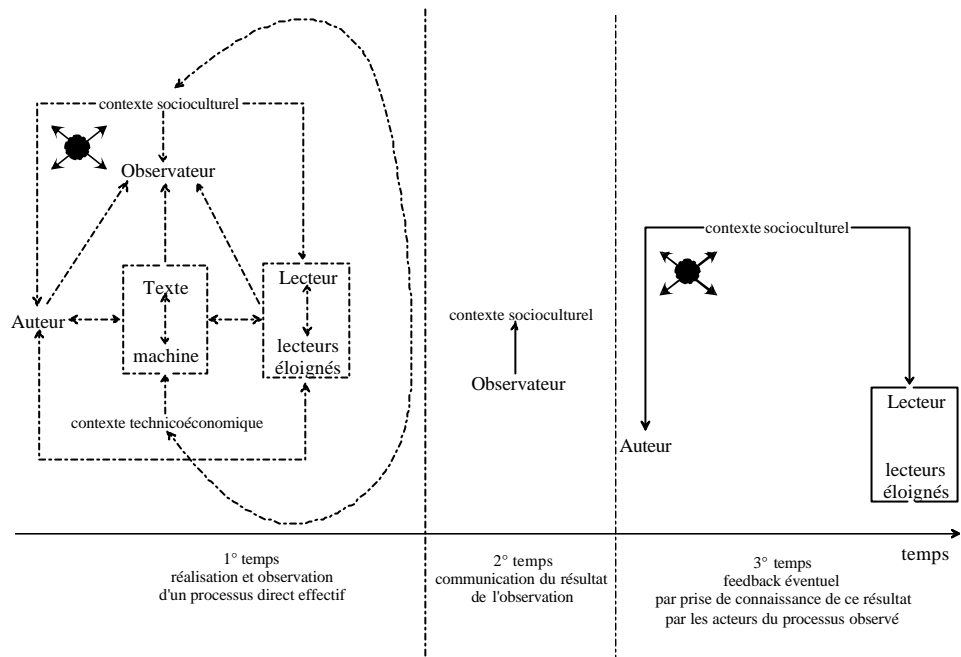 contexte socioculturel
Observateur
Texte
Lecteur
Auteur
machine
lecteurs
éloignés
contexte technicoéconomique
contexte socioculturel
Observateur
contexte socioculturel
Auteur
Lecteur
lecteurs
éloignés
temps
1° temps
réalisation et observation
d'un processus direct effectif
2° temps
communication du résultat
de l'observation
3° temps
feedback éventuel
par prise de connaissance de ce résultat
par les acteurs du processus observé